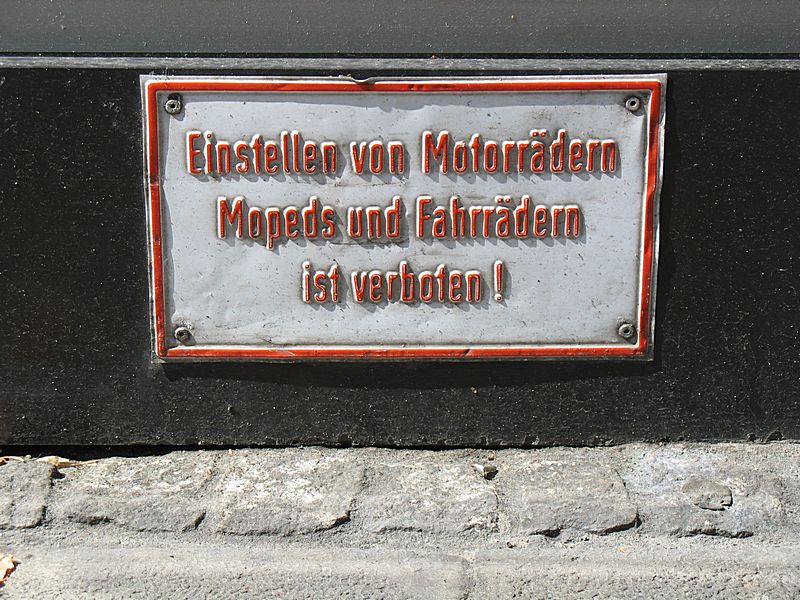 Einstellen von Motorrädern
Mopeds und Fahrrädern
ist verboten !